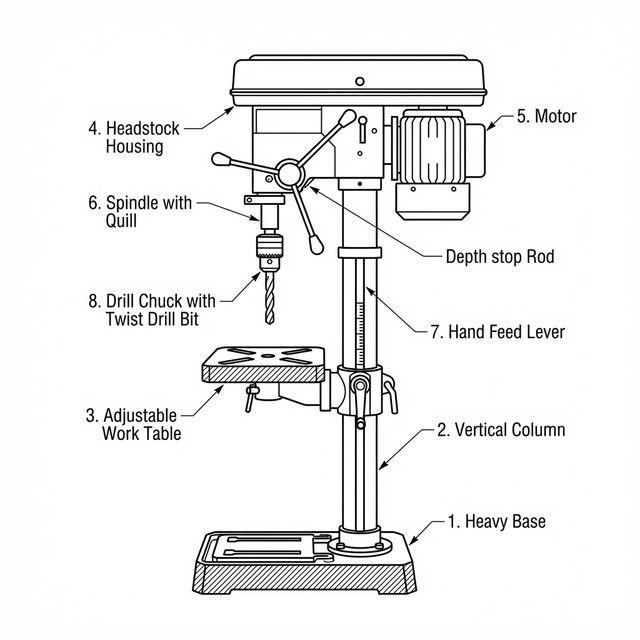 4. Headstock
Housing
5. Motor
6. Spindle with
Quill
Depth stop Rod
8. Drill Chuck with
Twist Drill Bit
7. Hand Feed Lever
3. Adjustable
Work Table
2. Vertical Column
1. Heavy Base